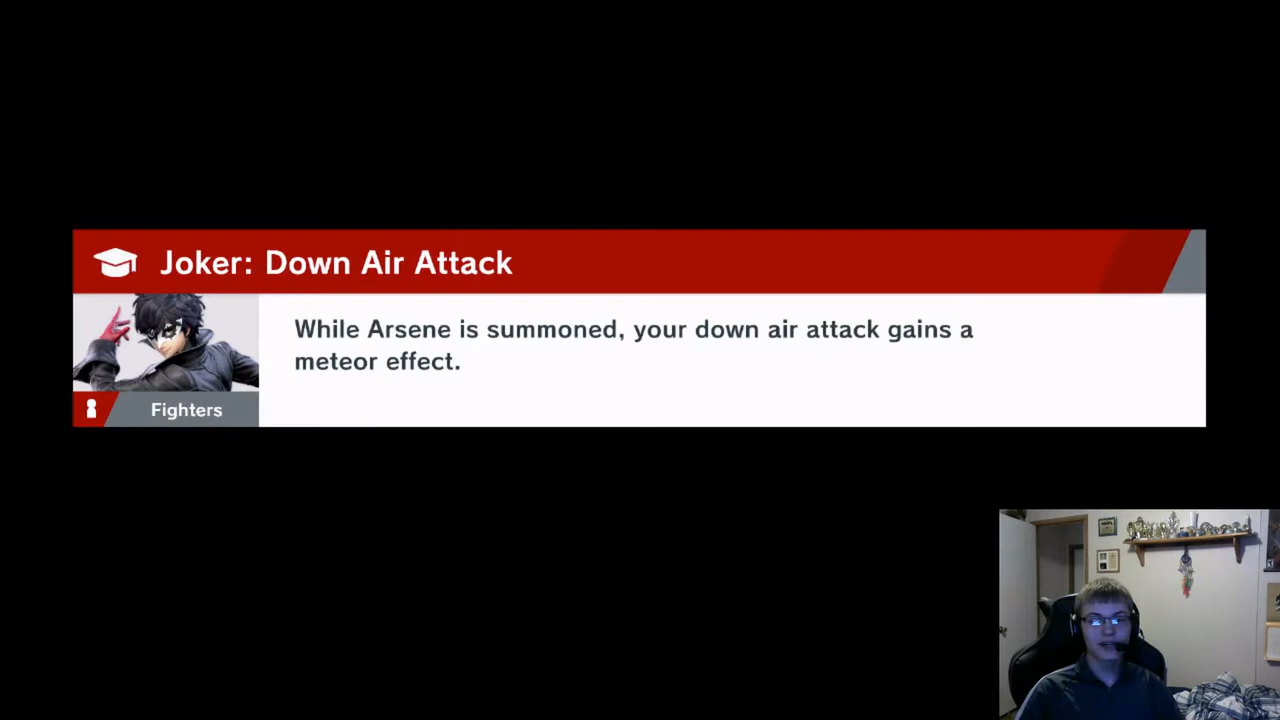 Joker: Down Air Attack
While Arsene is summoned, your down air attack gains a
meteor effect.
Fighters